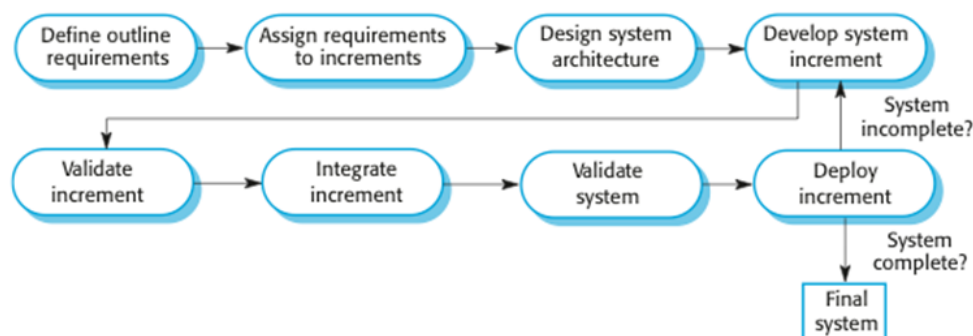 Define outline
requirements
Assign requirements
to increments
Design system
architecture
Develop system
increment
System
incomplete?
Validate
increment
Integrate
increment
Validate
system
Deploy
increment
System
complete?
Final
system